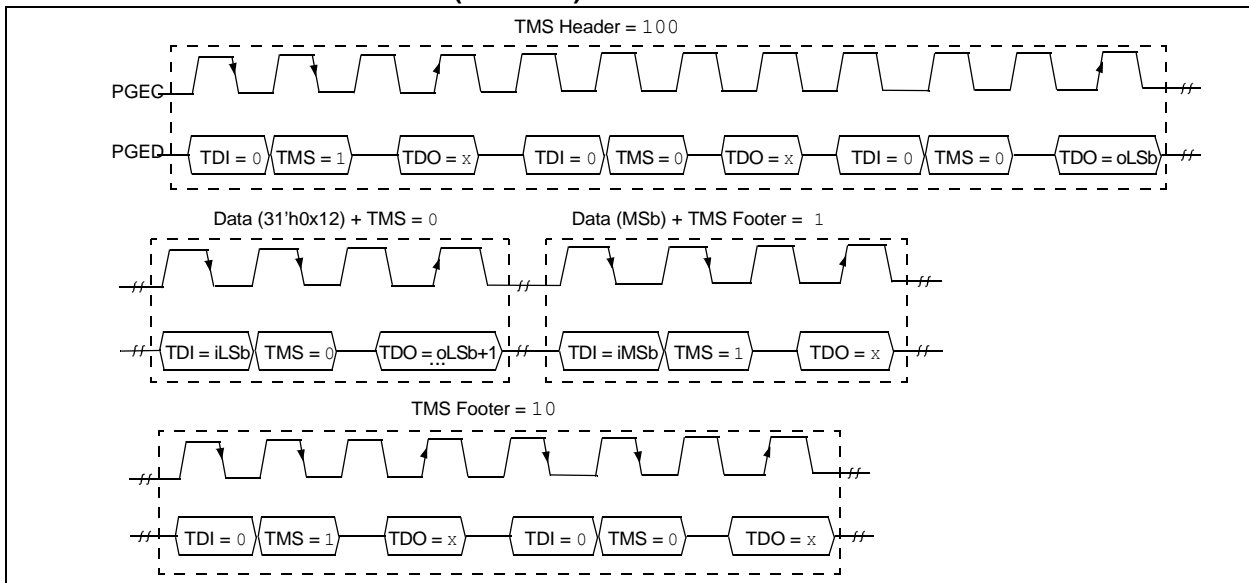 TMS Header = 100
PGEC
PGED TDI = 0 TMS = 1 TDO = x TDI = 0 TMS = 0 TDO = x TDI = 0 TMS = 0 TDO = oLSb
Data (31'h0x12) + TMS = 0 Data (MSb) + TMS Footer = 1
TDI = iLSb TMS = 0 TDO = oLSb+1 TDI = iMSb TMS = 1 TDO = x
...
TMS Footer = 10
TDI = 0 TMS = 1 TDO = x TDI = 0 TMS = 0 TDO = x